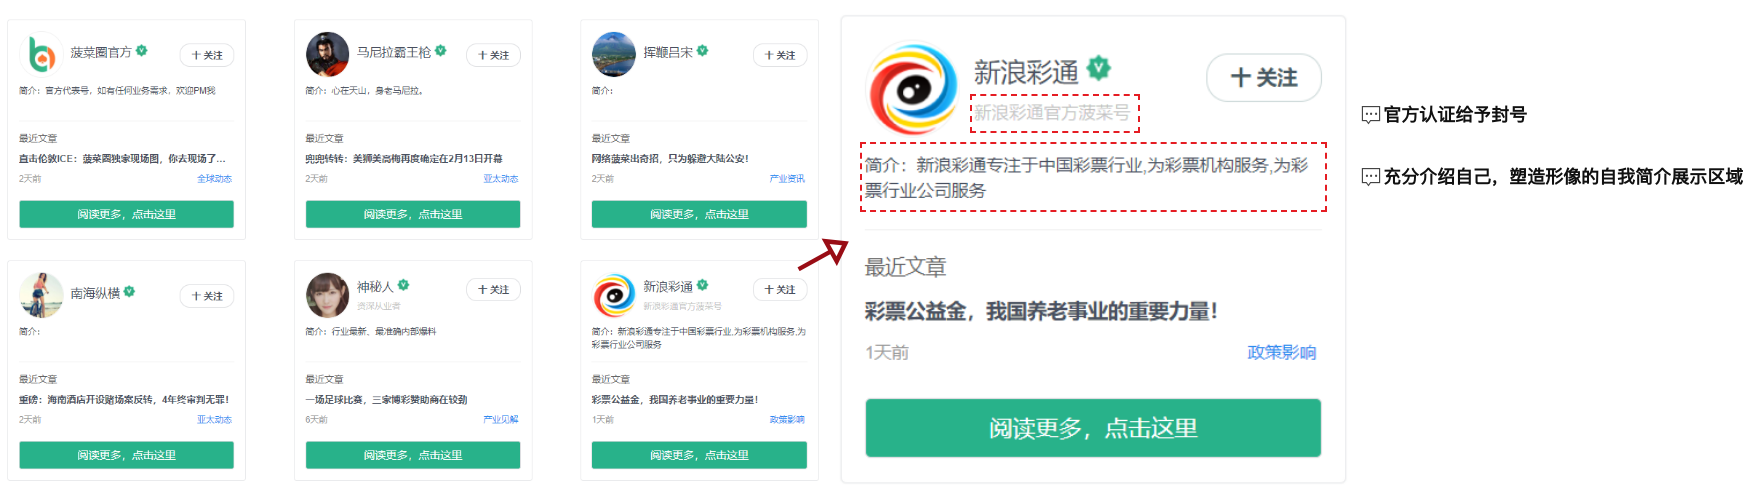 菠菜圈官方
+ 关注
简介：官方代表号，如有任何业务需求，欢迎PM我
最近文章
直击伦敦ICE：菠菜圈独家现场图，你去现场了...
2天前
全球动态
阅读更多，点击这里
马尼拉霸王枪
+ 关注
简介：心在天山，身老马尼拉。
最近文章
兜兜转转：美狮美高梅再度确定在2月13日开幕
2天前
亚太动态
阅读更多，点击这里
挥鞭吕宋
+ 关注
简介：
最近文章
网络菠菜出奇招，只为躲避大陆公安！
2天前
产业资讯
阅读更多，点击这里
南海纵横
+ 关注
简介：
最近文章
重磅：海南酒店开设赌场案反转，4年终审判无罪！
2天前
亚太动态
阅读更多，点击这里
神秘人
资深从业者
+ 关注
简介：行业最新、最准确内部爆料
最近文章
一场足球比赛，三家博彩赞助商在较劲
6天前
产业见解
阅读更多，点击这里
新浪彩通
新浪彩通官方菠菜号
+ 关注
简介：新浪彩通专注于中国彩票行业,为彩票机构服务,为
彩票行业公司服务
最近文章
彩票公益金，我国养老事业的重要力量！
1天前
政策影响
阅读更多，点击这里
新浪彩通
新浪彩通官方菠菜号
+ 关注
简介：新浪彩通专注于中国彩票行业,为彩票机构服务,为彩
票行业公司服务
最近文章
彩票公益金，我国养老事业的重要力量！
1天前
政策影响
阅读更多，点击这里
官方认证给予封号
充分介绍自己，塑造形像的自我简介展示区域